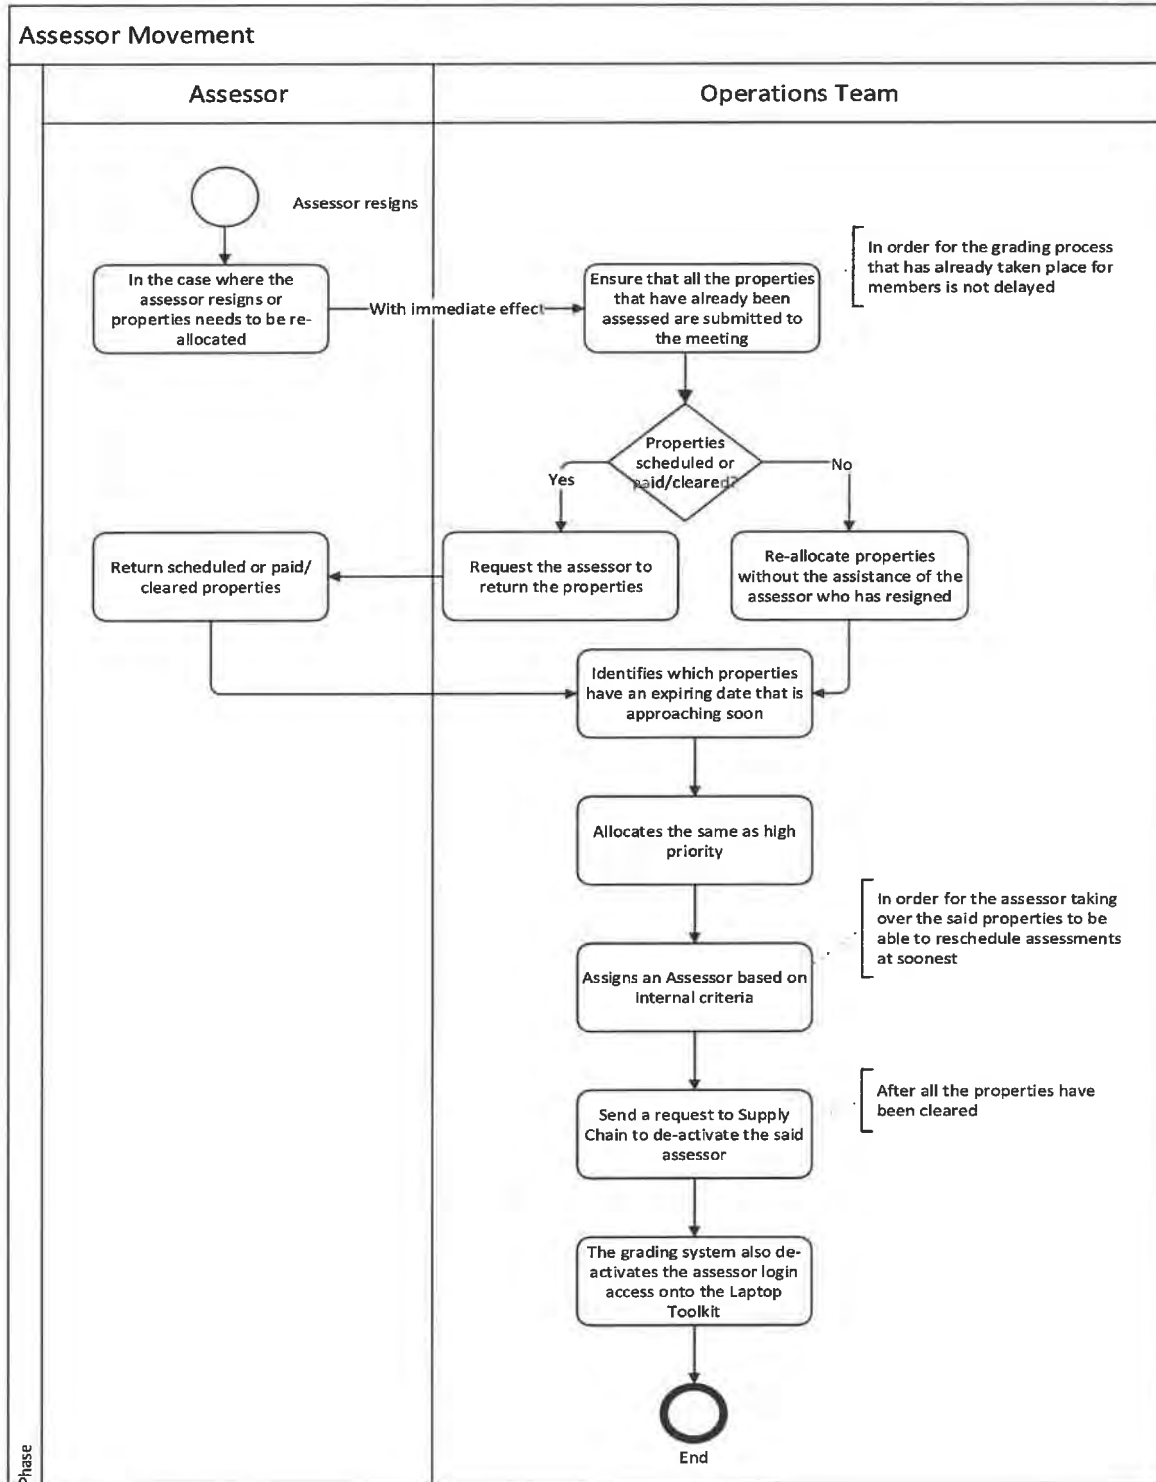 Assessor Movement
Assessor
Operations Team
Assessor resigns
In the case where the
assessor resigns or
properties needs to be re-
allocated
With immediate effect
Ensure that all the properties
that have already been
assessed are submitted to
the meeting
In order for the grading process
that has already taken place for
members is not delayed
Properties
scheduled or
paid/cleared?
Yes
No
Return scheduled or paid/
cleared properties
Request the assessor to
return the properties
Re-allocate properties
without the assistance of the
assessor who has resigned
Identifies which properties
have an expiring date that is
approaching soon
Allocates the same as high
priority
In order for the assessor taking
over the said properties to be
able to reschedule assessments
at soonest
Assigns an Assessor based on
internal criteria
After all the properties have
been cleared
Send a request to Supply
Chain to de-activate the said
assessor
The grading system also de-
activates the assessor login
access onto the Laptop
Toolkit
End
Phase